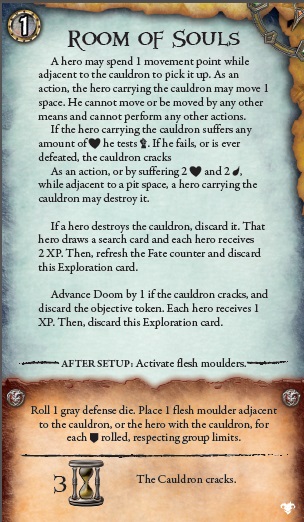 1
ROOM OF SOULS
A hero may spend 1 movement point while
adjacent to the cauldron to pick it up. As an
action, the hero carrying the cauldron may move 1
space. He cannot move or be moved by any other
means and cannot perform any other actions.
If the hero carrying the cauldron suffers any
amount of he tests . If he fails, or is ever
defeated, the cauldron cracks
As an action, or by suffering 2 and 2 ,
while adjacent to a pit space, a hero carrying the
cauldron may destroy it.
If a hero destroys the cauldron, discard it. That
hero draws a search card and each hero receives
2 XP. Then, refresh the Fate counter and discard
this Exploration card.
Advance Doom by 1 if the cauldron cracks, and
discard the objective token. Each hero receives 1
XP. Then, discard this Exploration card.
AFTER SETUP: Activate flesh moulders.
Roll 1 gray defense die. Place 1 flesh moulder adjacent
to the cauldron, or the hero with the cauldron, for
each rolled, respecting group limits.
3 The Cauldron cracks.